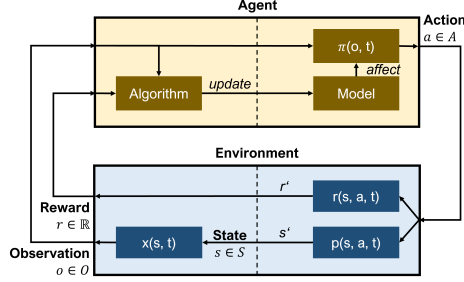 Agent
Action
a ∈ A
π(o, t)
affect
Algorithm
update
Model
Environment
r‘
r(s, a, t)
Reward
r ∈ ℝ
x(s, t)
State
s ∈ S
s‘
p(s, a, t)
Observation
o ∈ O